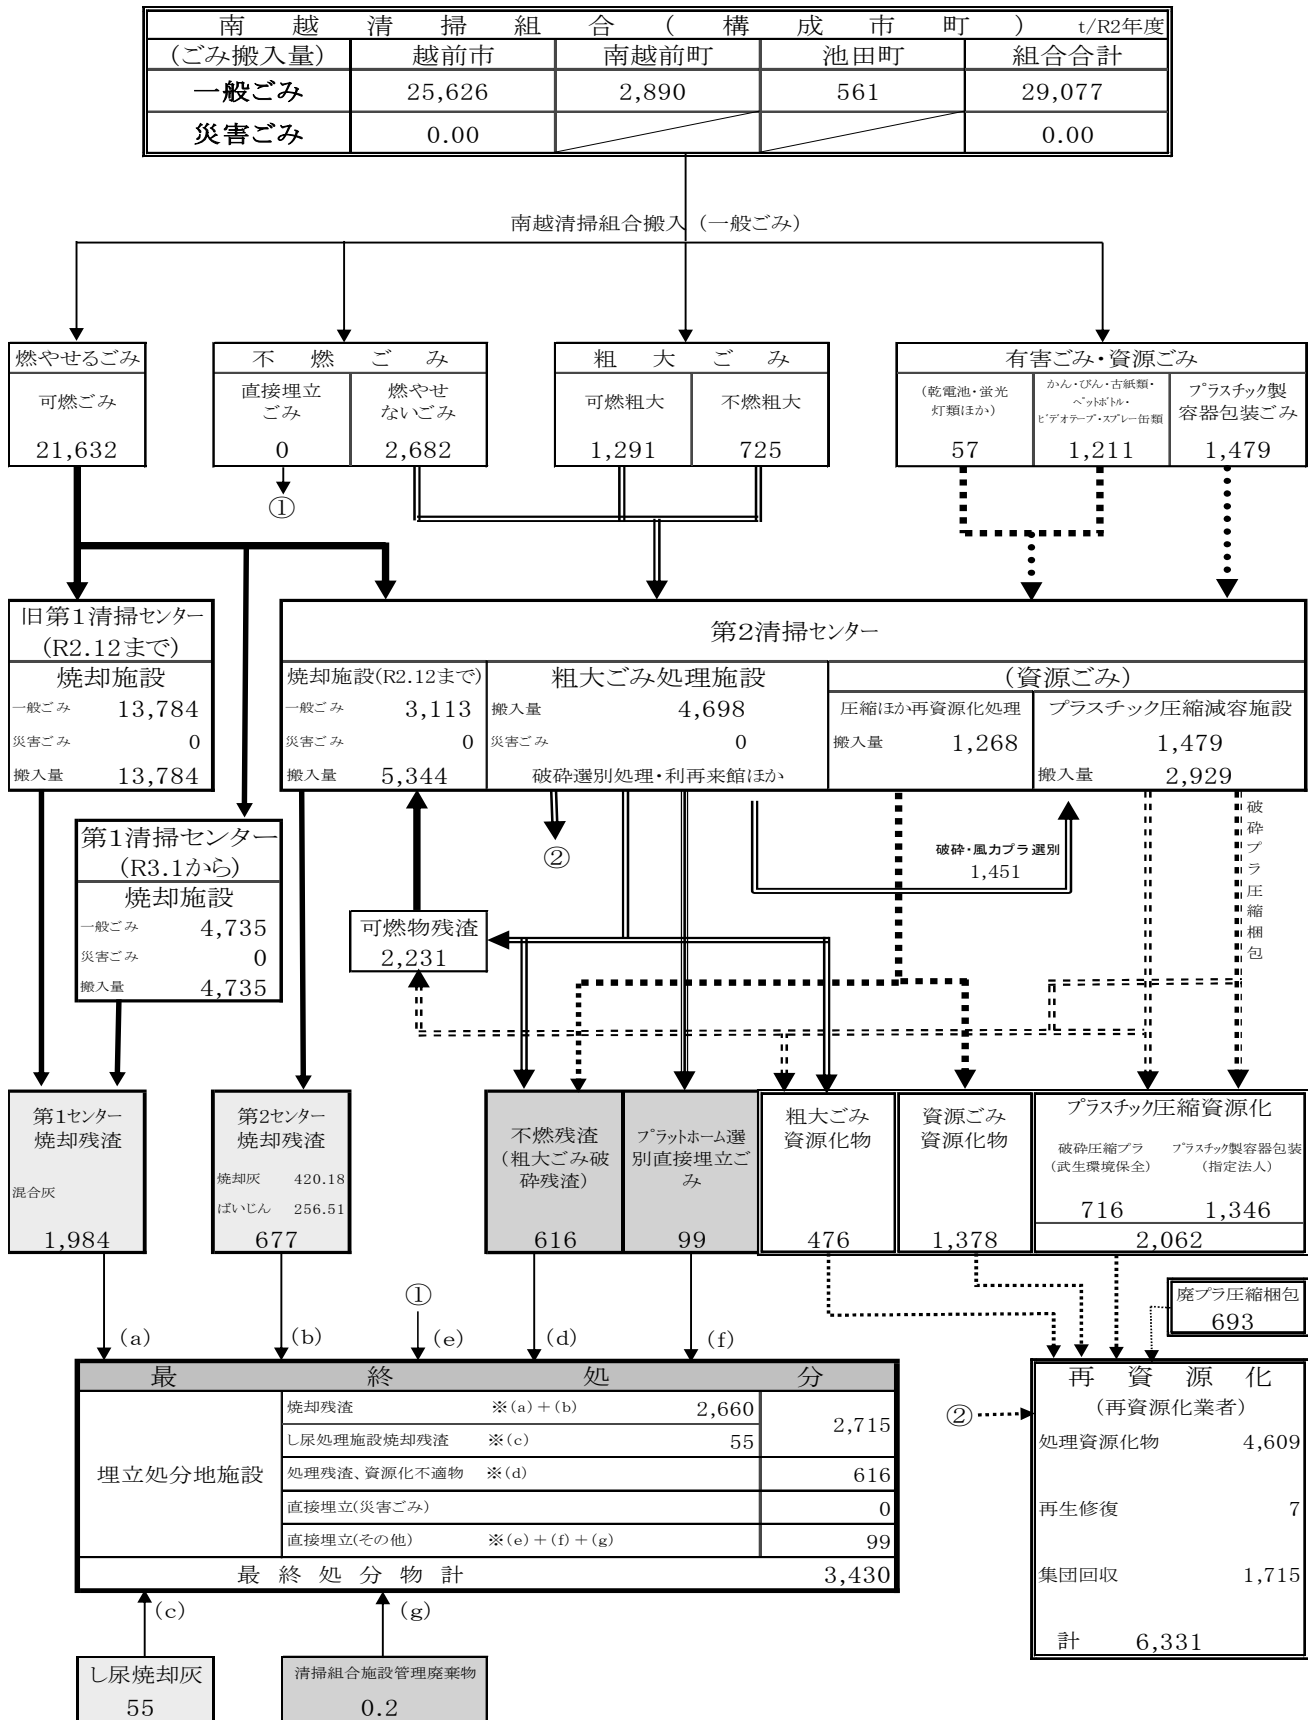 南越清掃組合（構成市町） t/R2年度
(ごみ搬入量) 越前市 南越前町 池田町 組合合計
一般ごみ 25,626 2,890 561 29,077
災害ごみ 0.00 0.00
南越清掃組合搬入（一般ごみ）
燃やせるごみ
可燃ごみ
21,632
不燃ごみ
直接埋立
ごみ
0
燃やせ
ないごみ
2,682
①
粗大ごみ
可燃粗大 不燃粗大
1,291 725
有害ごみ・資源ごみ
(乾電池・蛍光
灯類ほか)
57
かん・びん・古紙類・
ペットボトル・
ビデオテープ・スプレー缶類
1,211
プラスチック製
容器包装ごみ
1,479
旧第1清掃センター
(R2.12まで)
焼却施設
一般ごみ 13,784
災害ごみ 0
搬入量 13,784
第2清掃センター
焼却施設(R2.12まで)
一般ごみ 3,113
災害ごみ 0
搬入量 5,344
粗大ごみ処理施設
搬入量 4,698
災害ごみ 0
破砕選別処理・利再来館ほか
(資源ごみ)
圧縮ほか再資源化処理
搬入量 1,268
プラスチック圧縮減容施設
1,479
搬入量 2,929
第1清掃センター
(R3.1から)
焼却施設
一般ごみ 4,735
災害ごみ 0
搬入量 4,735
②
破砕・風力プラ選別
1,451
破砕プラ圧縮梱包
可燃物残渣
2,231
第1センター
焼却残渣
混合灰
1,984
第2センター
焼却残渣
焼却灰 420.18
ばいじん 256.51
677
不燃残渣
(粗大ごみ破
砕残渣)
616
プラットホーム選
別直接埋立ご
み
99
粗大ごみ
資源化物
476
資源ごみ
資源化物
1,378
プラスチック圧縮資源化
破砕圧縮プラ
(武生環境保全)
716
プラスチック製容器包装
(指定法人)
1,346
2,062
廃プラ圧縮梱包
693
①
(a) (b) (e) (d) (f)
最終処分
埋立処分地施設
焼却残渣 ※(a)+(b) 2,660
し尿処理施設焼却残渣 ※(c) 55
2,715
処理残渣、資源化不適物 ※(d) 616
直接埋立(災害ごみ) 0
直接埋立(その他) ※(e)+(f)+(g) 99
最終処分物計 3,430
②
再資源化
(再資源化業者)
処理資源化物 4,609
再生修復 7
集団回収 1,715
計 6,331
(c) (g)
し尿焼却灰
55
清掃組合施設管理廃棄物
0.2